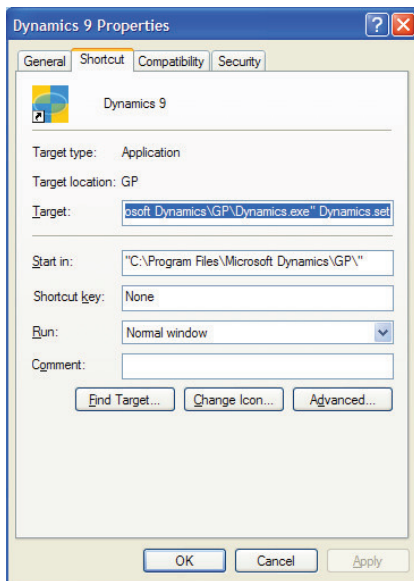 Dynamics 9 Properties
General Shortcut Compatibility Security
Dynamics 9
Target type: Application
Target location: GP
Target: osoft Dynamics\GP\Dynamics.exe" Dynamics.set
Start in: "C:\Program Files\Microsoft Dynamics\GP\"
Shortcut key: None
Run: Normal window
Comment:
Find Target... Change Icon... Advanced...
OK Cancel Apply